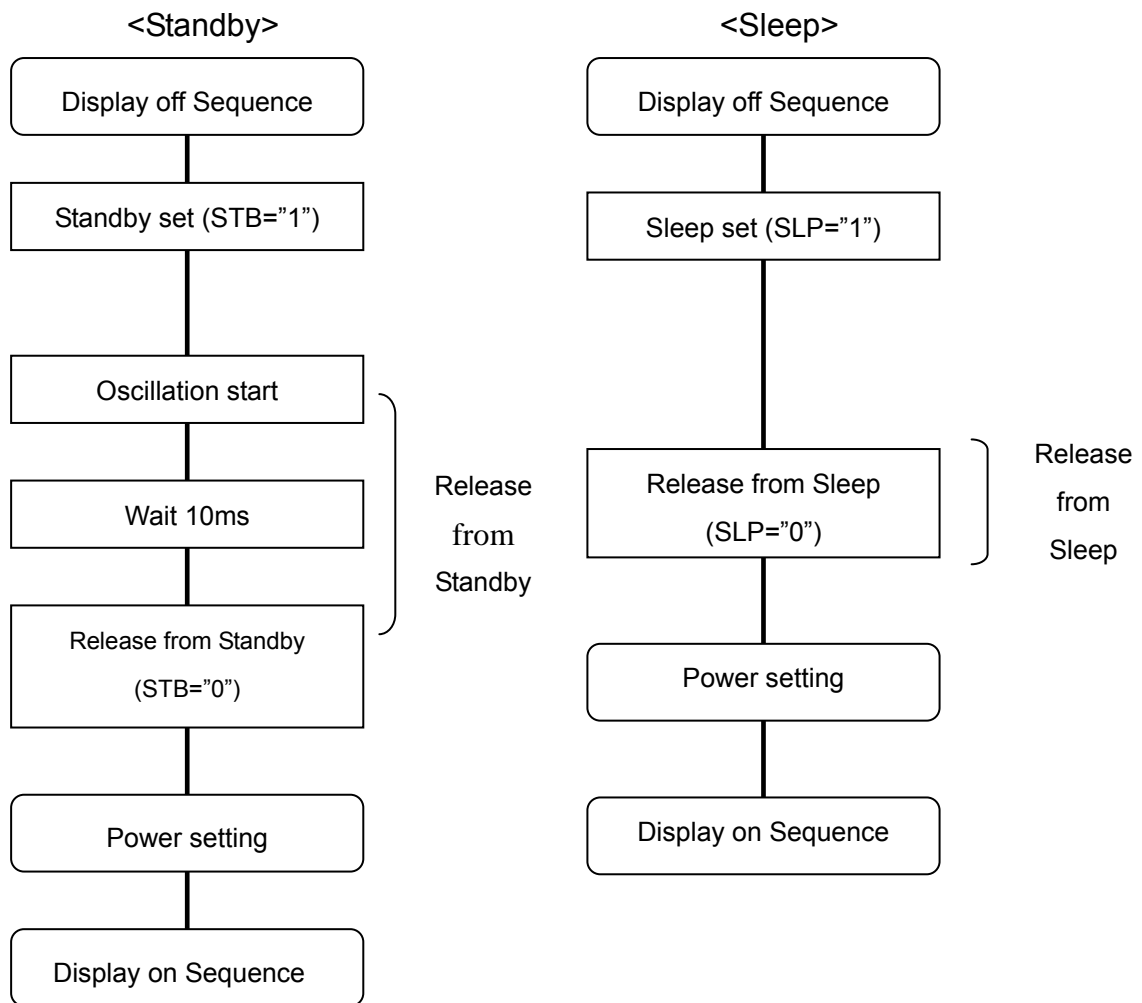 <Standby>
Display off Sequence
Standby set (STB=”1”)
Oscillation start
Wait 10ms
Release from Standby
(STB=”0”)
Release
from
Standby
Power setting
Display on Sequence
<Sleep>
Display off Sequence
Sleep set (SLP=”1”)
Release from Sleep
(SLP=”0”)
Release
from
Sleep
Power setting
Display on Sequence